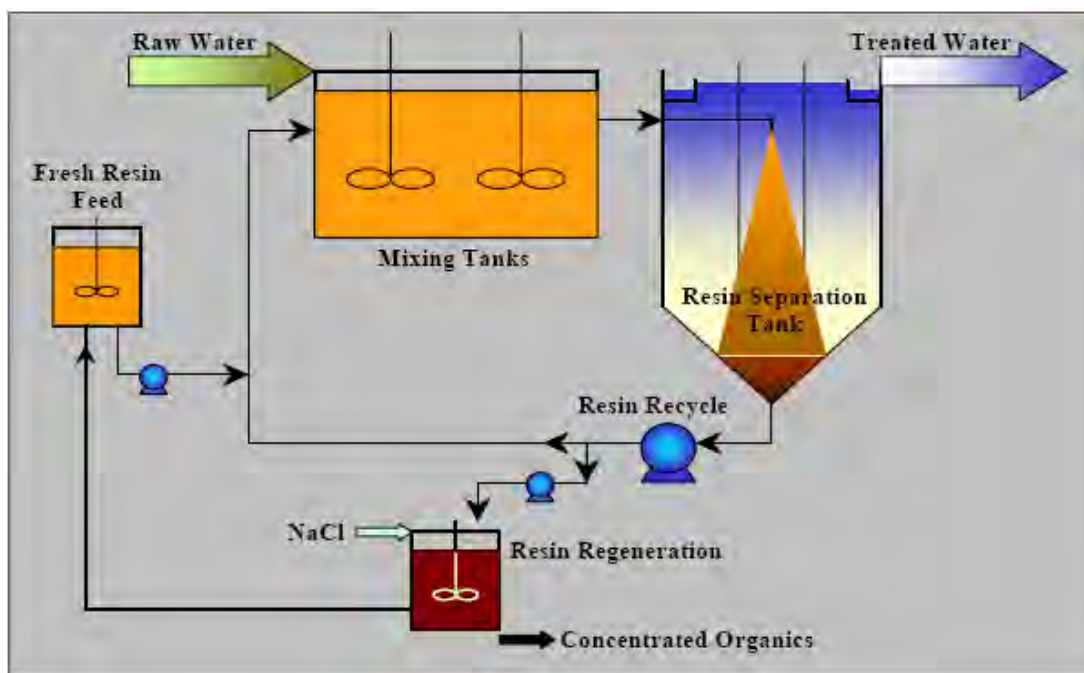 Raw Water
Treated Water
Fresh Resin
Feed
Mixing Tanks
Resin Separation
Tank
Resin Recycle
NaCl
Resin Regeneration
Concentrated Organics